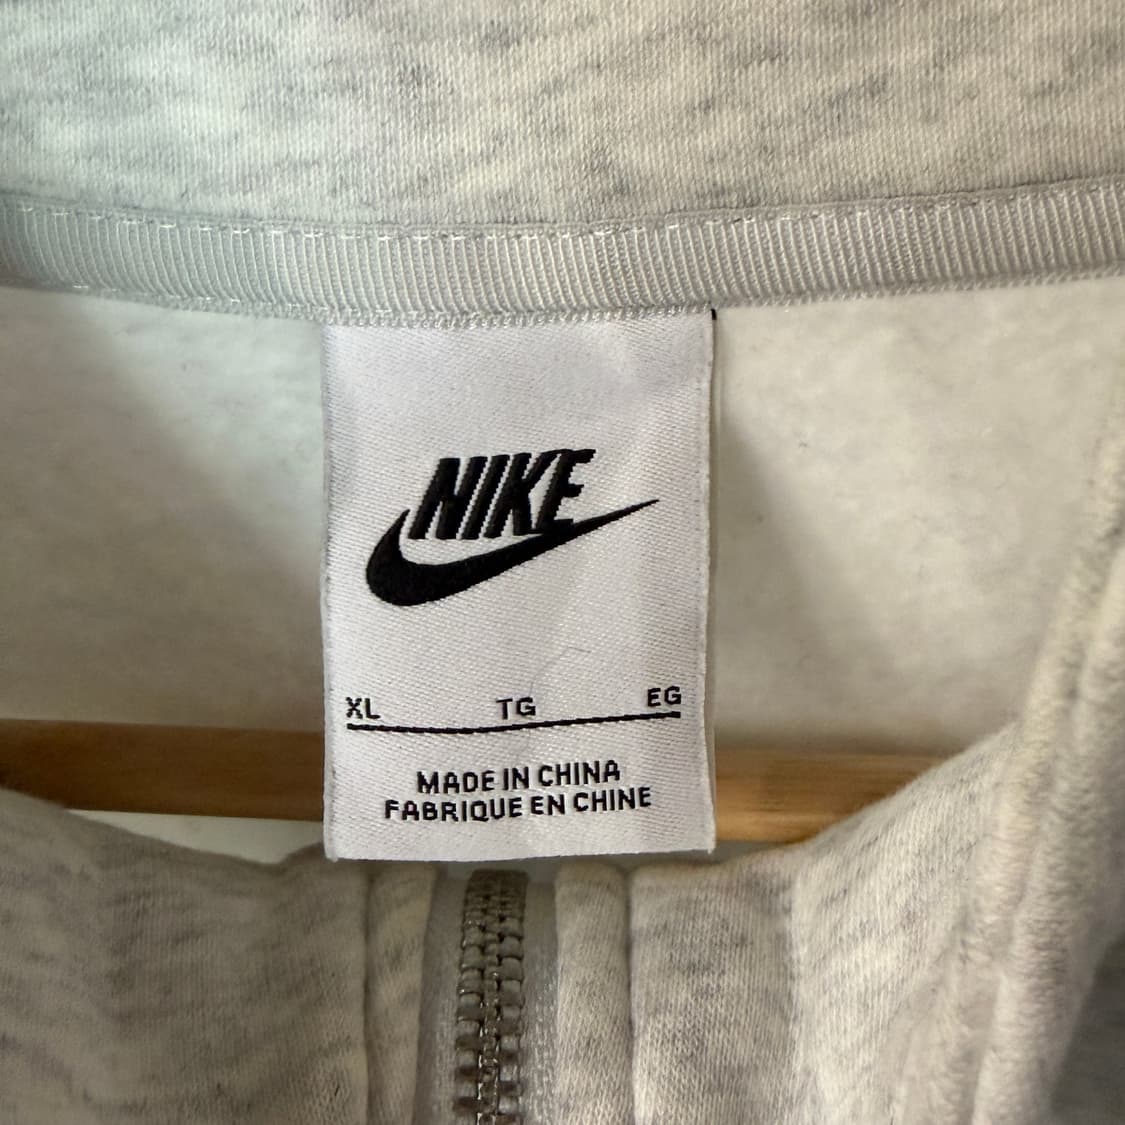 NIKE
XL TG EG
MADE IN CHINA
FABRIQUE EN CHINE